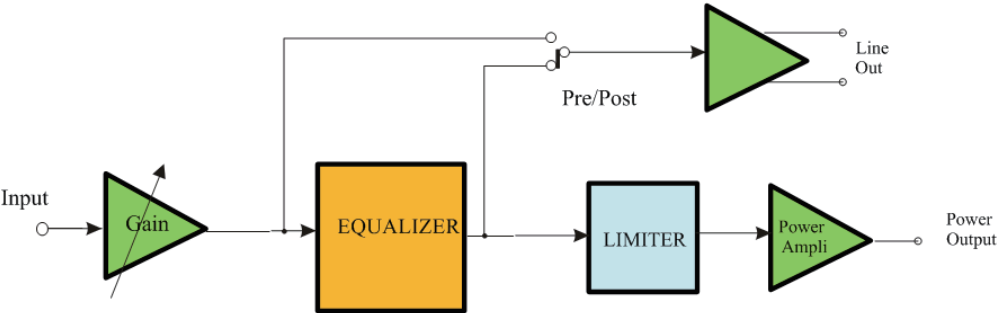 Line
Out
Pre/Post
Input
Gain
EQUALIZER
LIMITER
Power
Ampli
Power
Output